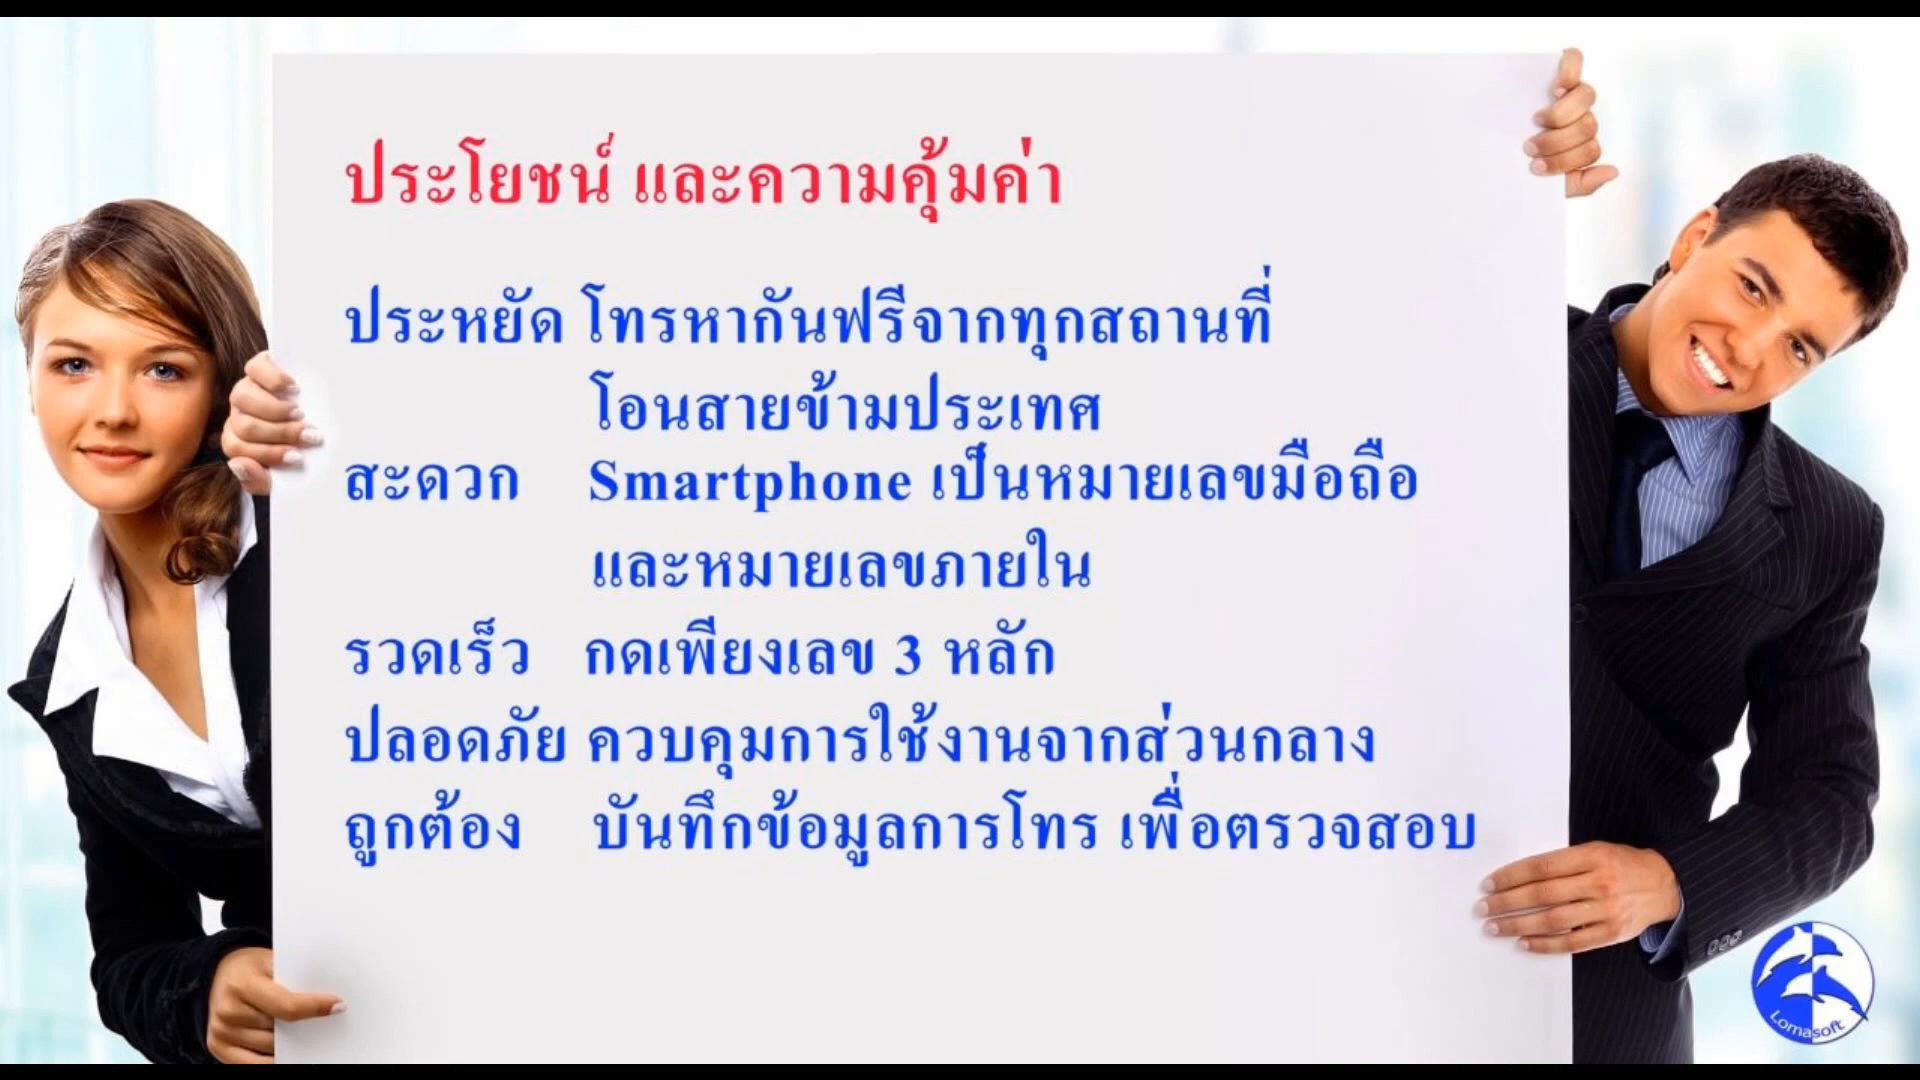 ประโยชน์ และความคุ้มค่า
ประหยัด โทรหากันฟรีจากทุกสถานที่
โอนสายข้ามประเทศ
สะดวก Smartphone เป็นหมายเลขมือถือ
และหมายเลขภายใน
รวดเร็ว กดเพียงเลข 3 หลัก
ปลอดภัย ควบคุมการใช้งานจากส่วนกลาง
ถูกต้อง บันทึกข้อมูลการโทร เพื่อตรวจสอบ
Lomasoft